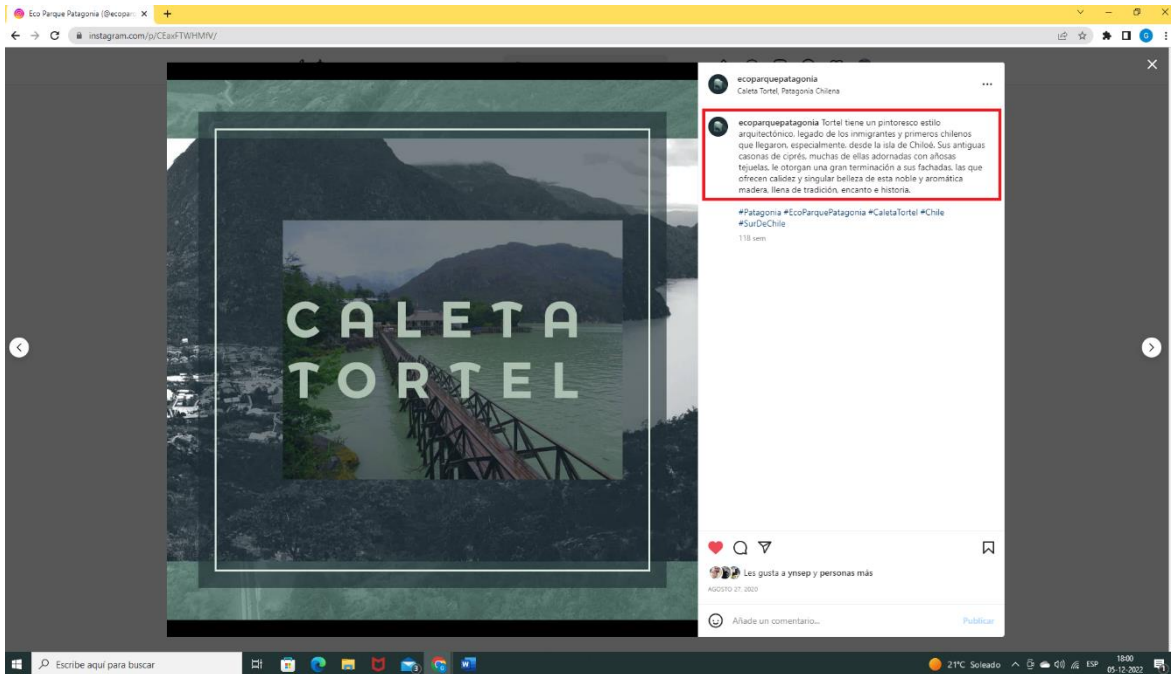 Eco Parque Patagonia (@ecoparq
instagram.com/p/CEaxFTWHMfV/
G
ecoparquepatagonia
Caleta Tortel, Patagonia Chilena
ecoparquepatagonia Tortel tiene un pintoresco estilo
arquitectónico, legado de los inmigrantes y primeros chilenos
que llegaron, especialmente, desde la isla de Chiloé. Sus antiguas
casonas de ciprés, muchas de ellas adornadas con añosas
tejuelas, le otorgan una gran terminación a sus fachadas, las que
ofrecen calidez y singular belleza de esta noble y aromática
madera, llena de tradición, encanto e historia.
#Patagonia #EcoParquePatagonia #CaletaTortel #Chile
#SurDeChile
118 sem
CALETA
TORTEL
Les gusta a ynsep y personas más
AGOSTO 27, 2020
Añade un comentario...
Publicar
Escribe aquí para buscar
3
21°C Soleado
ESP
18:00
05-12-2022